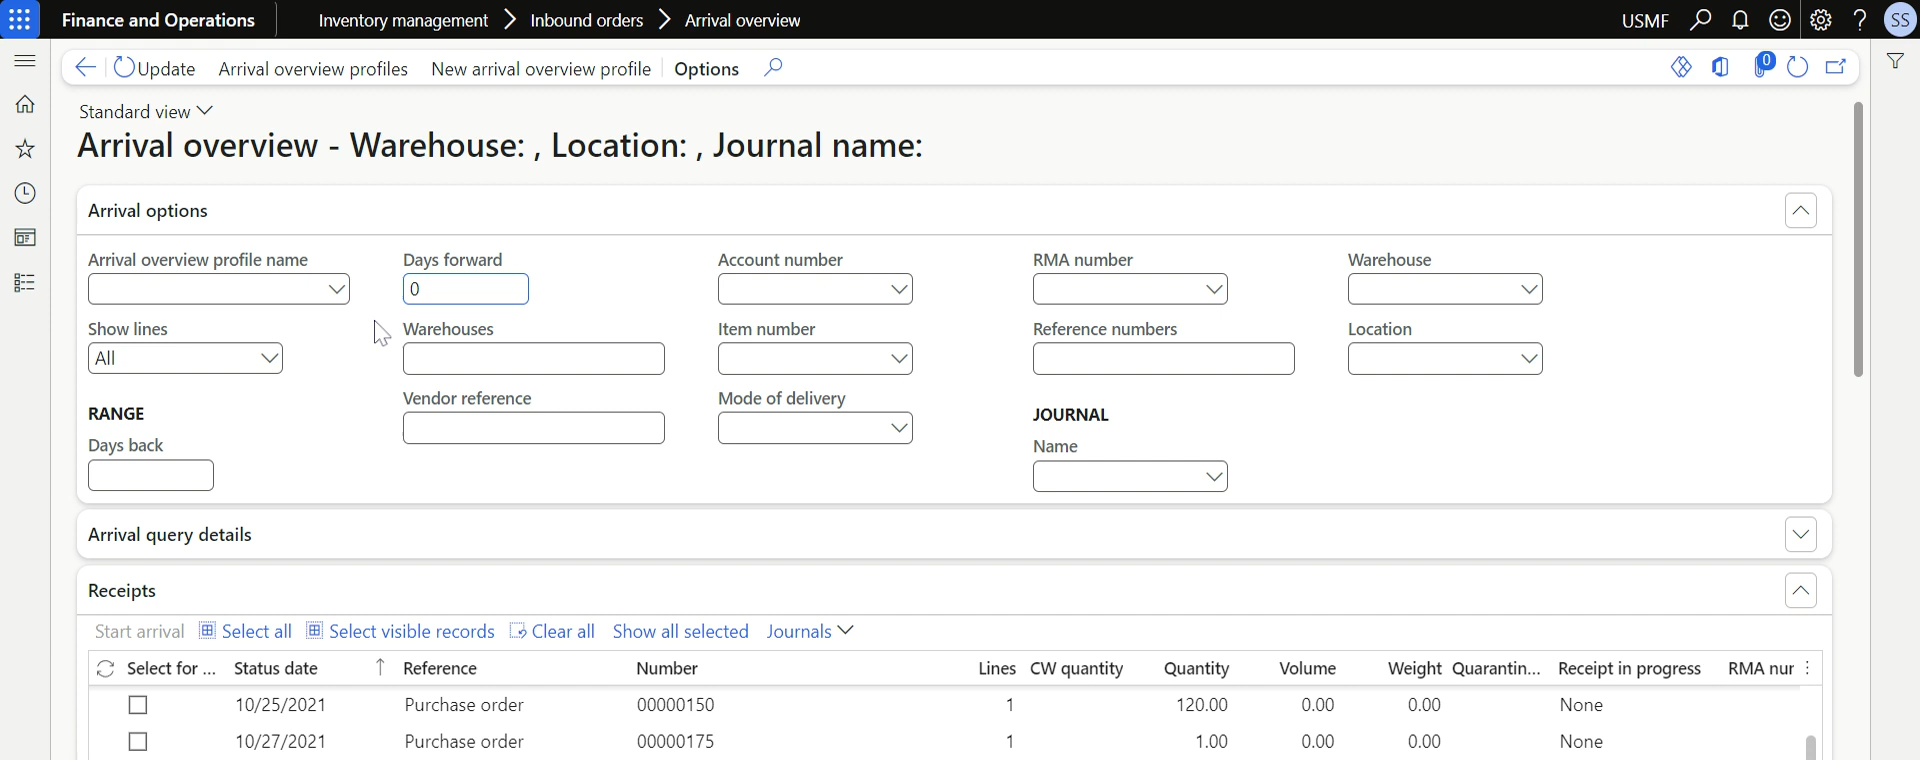 Finance and Operations Inventory management Inbound orders Arrival overview USMF SS
Update Arrival overview profiles New arrival overview profile Options 0
Standard view
Arrival overview - Warehouse: , Location: , Journal name:
Arrival options
Arrival overview profile name Days forward Account number RMA number Warehouse
0
Show lines Warehouses Item number Reference numbers Location
All
RANGE Vendor reference Mode of delivery JOURNAL
Days back Name
Arrival query details
Receipts
Start arrival Select all Select visible records Clear all Show all selected Journals
Select for ... Status date Reference Number Lines CW quantity Quantity Volume Weight Quarantin... Receipt in progress RMA nur
10/25/2021 Purchase order 00000150 1 120.00 0.00 0.00 None
10/27/2021 Purchase order 00000175 1 1.00 0.00 0.00 None